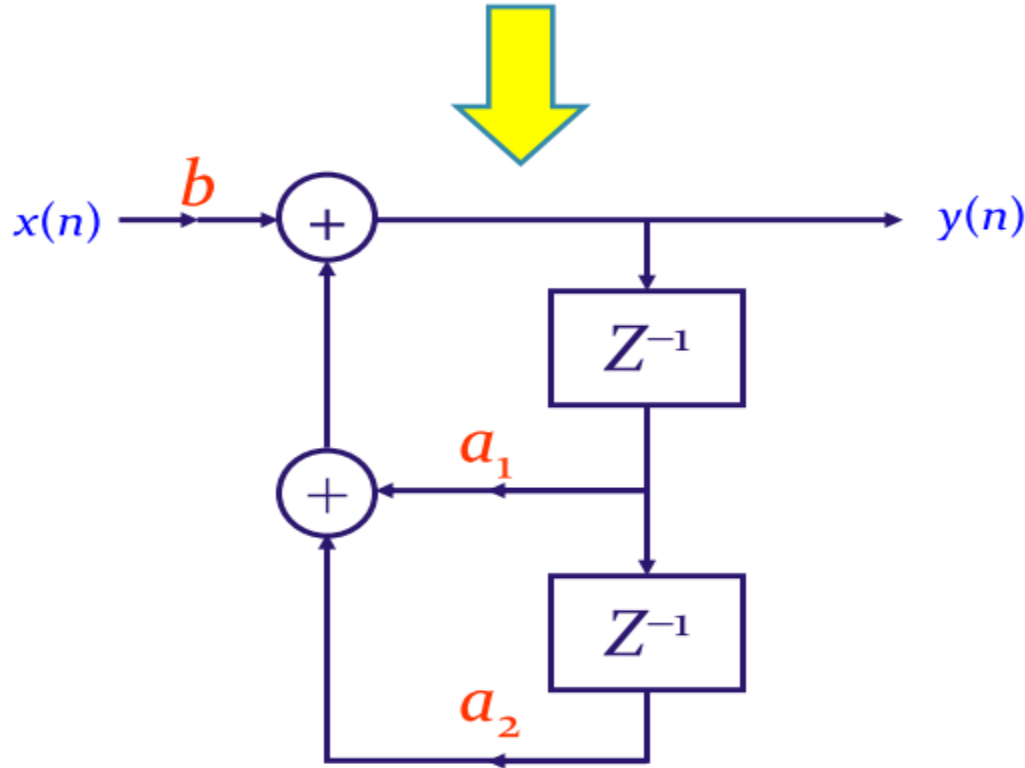 b
x(n) + y(n)
Z⁻¹
a₁
+
Z⁻¹
a₂